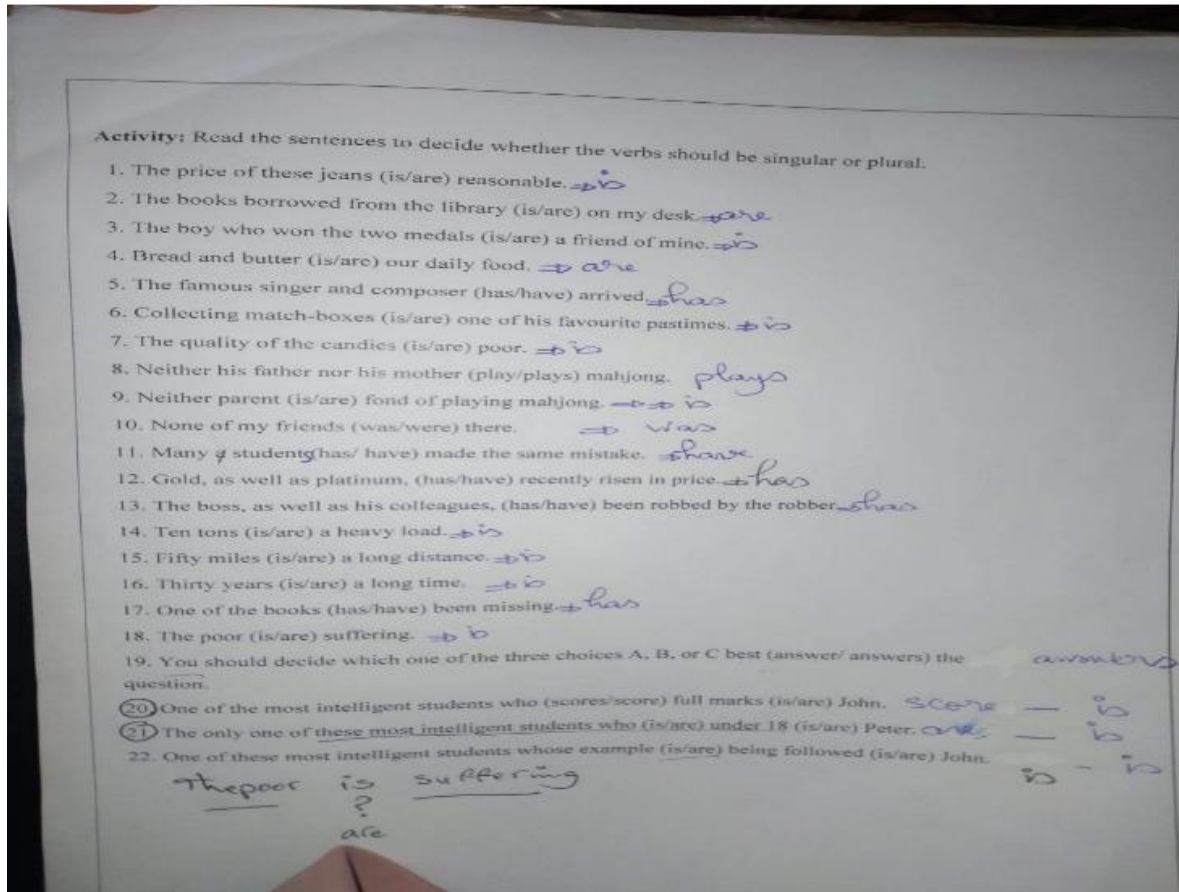 Activity: Read the sentences to decide whether the verbs should be singular or plural.
1. The price of these jeans (is/are) reasonable. ⇒ is
2. The books borrowed from the library (is/are) on my desk. ⇒ are
3. The boy who won the two medals (is/are) a friend of mine. ⇒ is
4. Bread and butter (is/are) our daily food. ⇒ are
5. The famous singer and composer (has/have) arrived. ⇒ has
6. Collecting match-boxes (is/are) one of his favourite pastimes. ⇒ is
7. The quality of the candies (is/are) poor. ⇒ is
8. Neither his father nor his mother (play/plays) mahjong. plays
9. Neither parent (is/are) fond of playing mahjong. ⇒ is
10. None of my friends (was/were) there. ⇒ was
11. Many students (has/ have) made the same mistake. ⇒ have
12. Gold, as well as platinum, (has/have) recently risen in price. ⇒ has
13. The boss, as well as his colleagues, (has/have) been robbed by the robber. ⇒ has
14. Ten tons (is/are) a heavy load. ⇒ is
15. Fifty miles (is/are) a long distance. ⇒ is
16. Thirty years (is/are) a long time. ⇒ is
17. One of the books (has/have) been missing. ⇒ has
18. The poor (is/are) suffering. ⇒ is
19. You should decide which one of the three choices A, B, or C best (answer/ answers) the
question.
20. One of the most intelligent students who (scores/score) full marks (is/are) John. score — is
21. The only one of these most intelligent students who (is/are) under 18 (is/are) Peter. are — is
22. One of these most intelligent students whose example (is/are) being followed (is/are) John. is - is
The poor is suffering
?
are